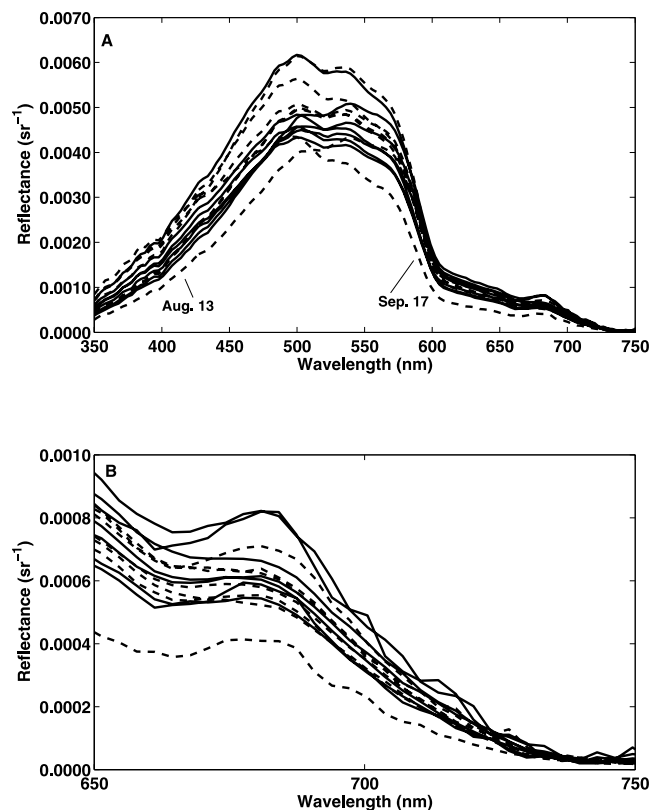 0.0070
A
0.0060
0.0050
0.0040
0.0030
0.0020
0.0010
0.0000
Reflectance (sr⁻¹)
Aug. 13
Sep. 17
350 400 450 500 550 600 650 700 750
Wavelength (nm)
0.0010
B
0.0008
0.0006
0.0004
0.0002
0.0000
Reflectance (sr⁻¹)
650 700 750
Wavelength (nm)